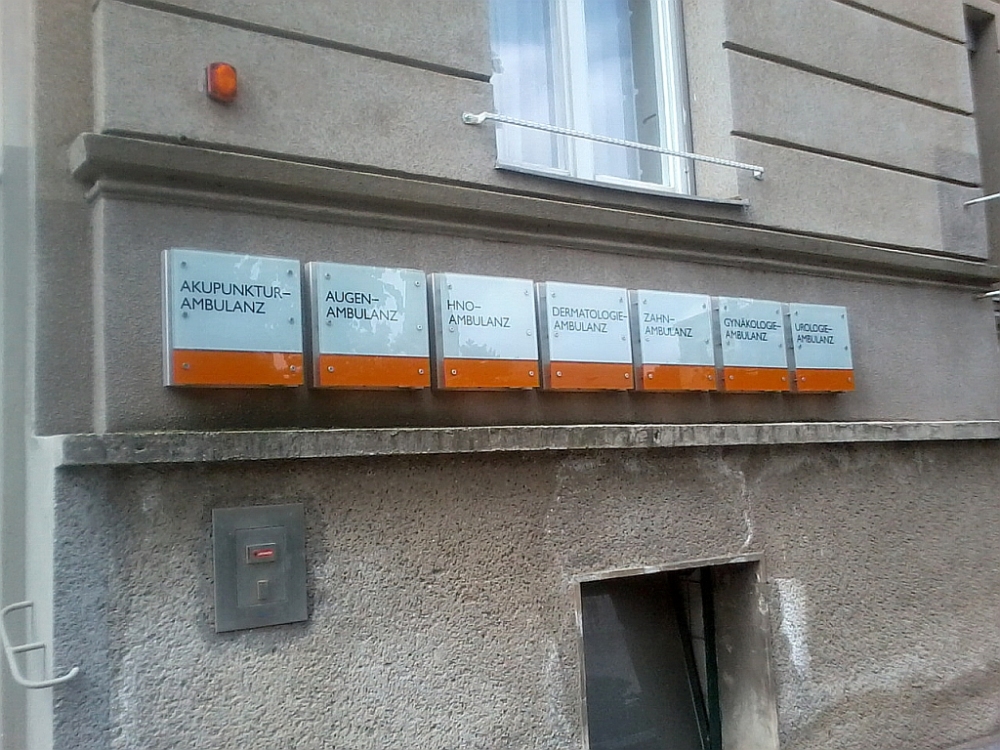 AKUPUNKTUR–
AMBULANZ
AUGEN–
AMBULANZ
HNO–
AMBULANZ
DERMATOLOGIE–
AMBULANZ
ZAHN–
AMBULANZ
GYNÄKOLOGIE–
AMBULANZ
UROLOGIE–
AMBULANZ